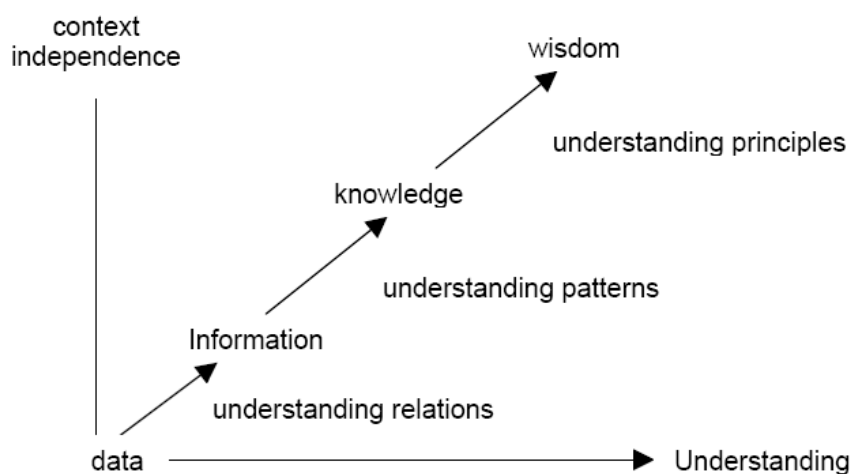 context
independence
wisdom
understanding principles
knowledge
understanding patterns
Information
understanding relations
data
Understanding